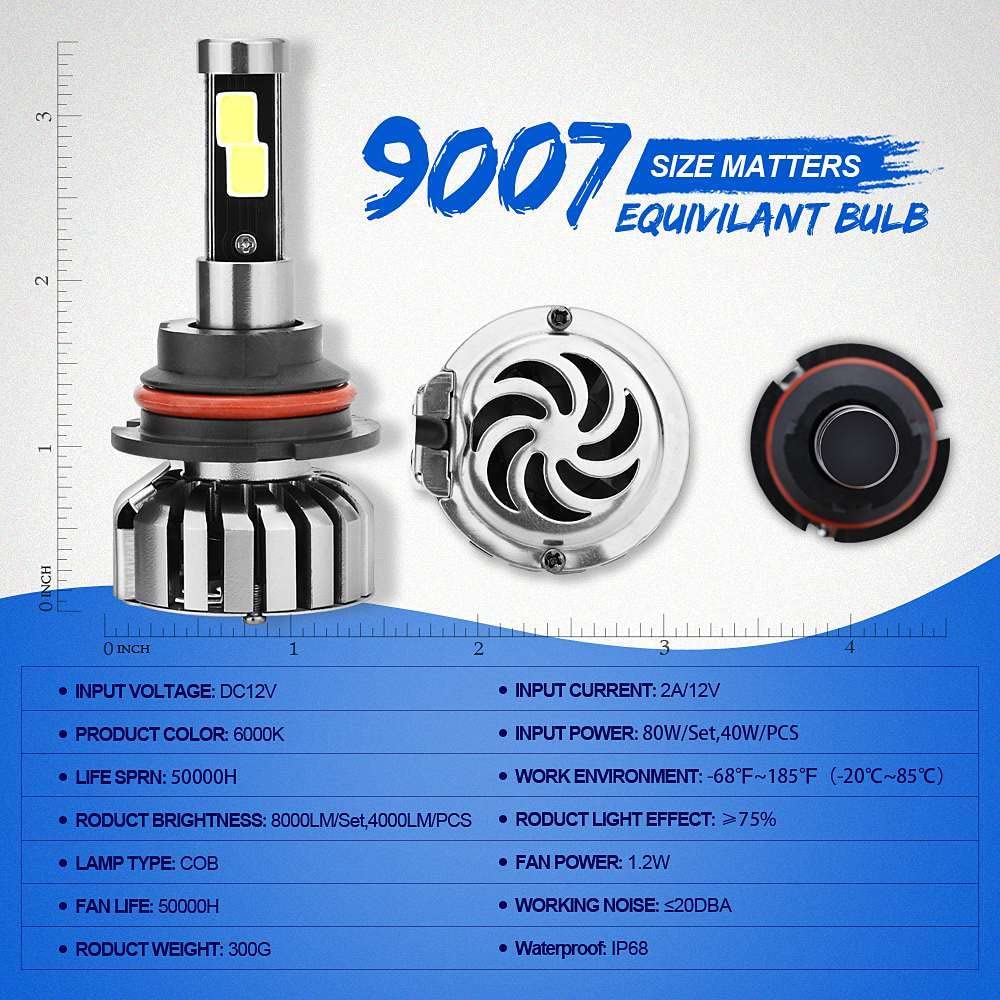 9007
SIZE MATTERS
EQUIVILANT BULB
3
2
1
0 INCH
0 INCH 1 2 3 4
• INPUT VOLTAGE: DC12V
• INPUT CURRENT: 2A/12V
• PRODUCT COLOR: 6000K
• INPUT POWER: 80W/Set,40W/PCS
• LIFE SPRN: 50000H
• WORK ENVIRONMENT: -68℉~185℉（-20℃~85℃）
• RODUCT BRIGHTNESS: 8000LM/Set,4000LM/PCS
• RODUCT LIGHT EFFECT: ≥75%
• LAMP TYPE: COB
• FAN POWER: 1.2W
• FAN LIFE: 50000H
• WORKING NOISE: ≤20DBA
• RODUCT WEIGHT: 300G
• Waterproof: IP68